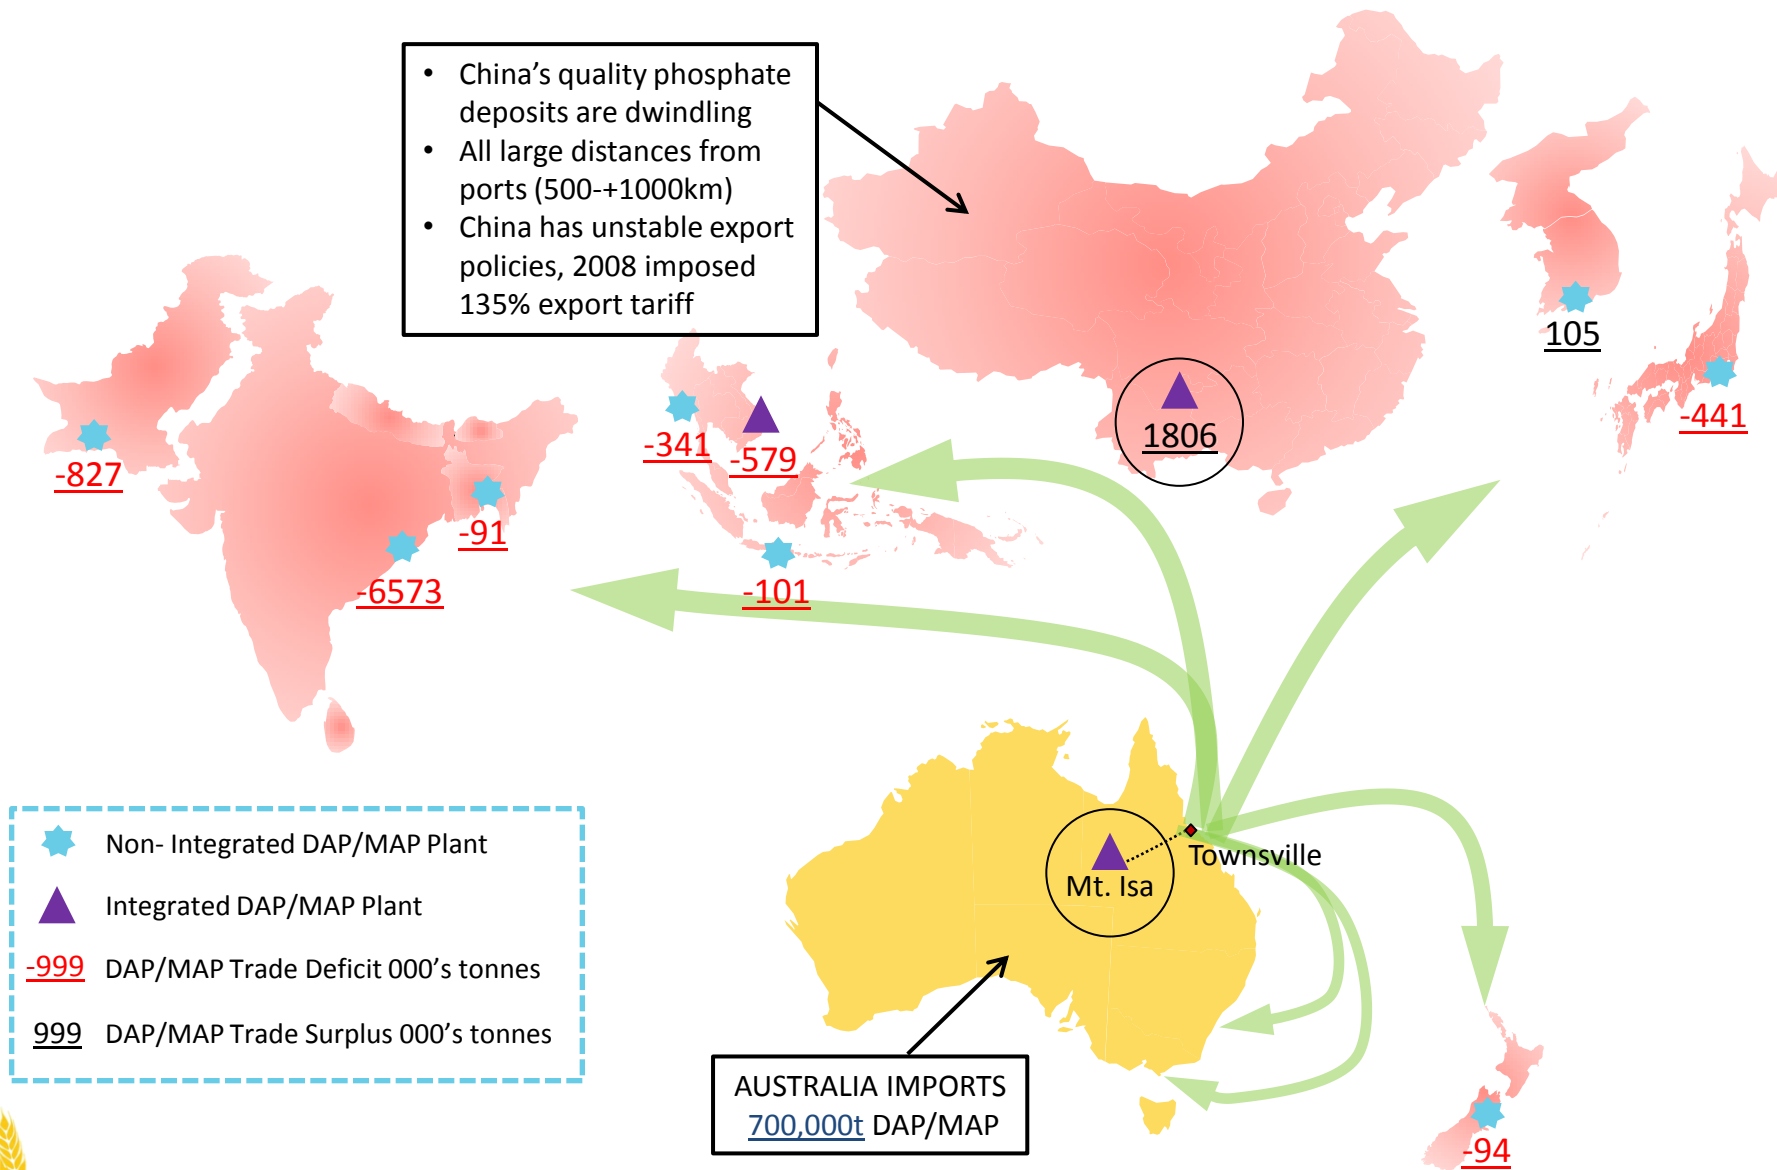 • China’s quality phosphate
deposits are dwindling
• All large distances from
ports (500-+1000km)
• China has unstable export
policies, 2008 imposed
135% export tariff
105
-441
1806
-341
-579
-827
-91
-6573
-101
Townsville
Mt. Isa
Non- Integrated DAP/MAP Plant
Integrated DAP/MAP Plant
-999 DAP/MAP Trade Deficit 000’s tonnes
999 DAP/MAP Trade Surplus 000’s tonnes
AUSTRALIA IMPORTS
700,000t DAP/MAP
-94